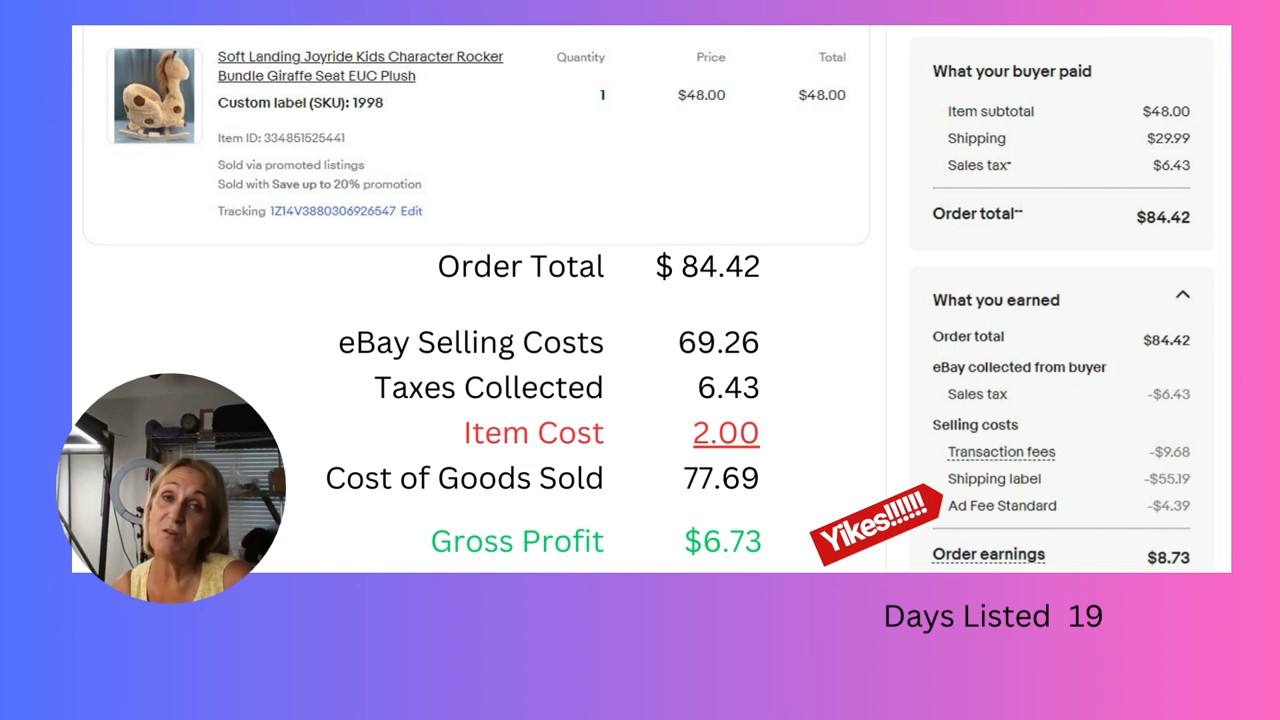 Soft Landing Joyride Kids Character Rocker
Bundle Giraffe Seat EUC Plush
Custom label (SKU): 1998
Item ID: 334851525441
Sold via promoted listings
Sold with Save up to 20% promotion
Tracking 1Z14V3880306926547 Edit
Quantity Price Total
1 $48.00 $48.00
What your buyer paid
Item subtotal $48.00
Shipping $29.99
Sales tax* $6.43
Order total** $84.42
Order Total $ 84.42
eBay Selling Costs 69.26
Taxes Collected 6.43
Item Cost 2.00
Cost of Goods Sold 77.69
Gross Profit $6.73
What you earned
Order total $84.42
eBay collected from buyer
Sales tax -$6.43
Selling costs
Transaction fees -$9.68
Shipping label -$55.19
Ad Fee Standard -$4.39
Yikes!!!!!!
Order earnings $8.73
Days Listed 19